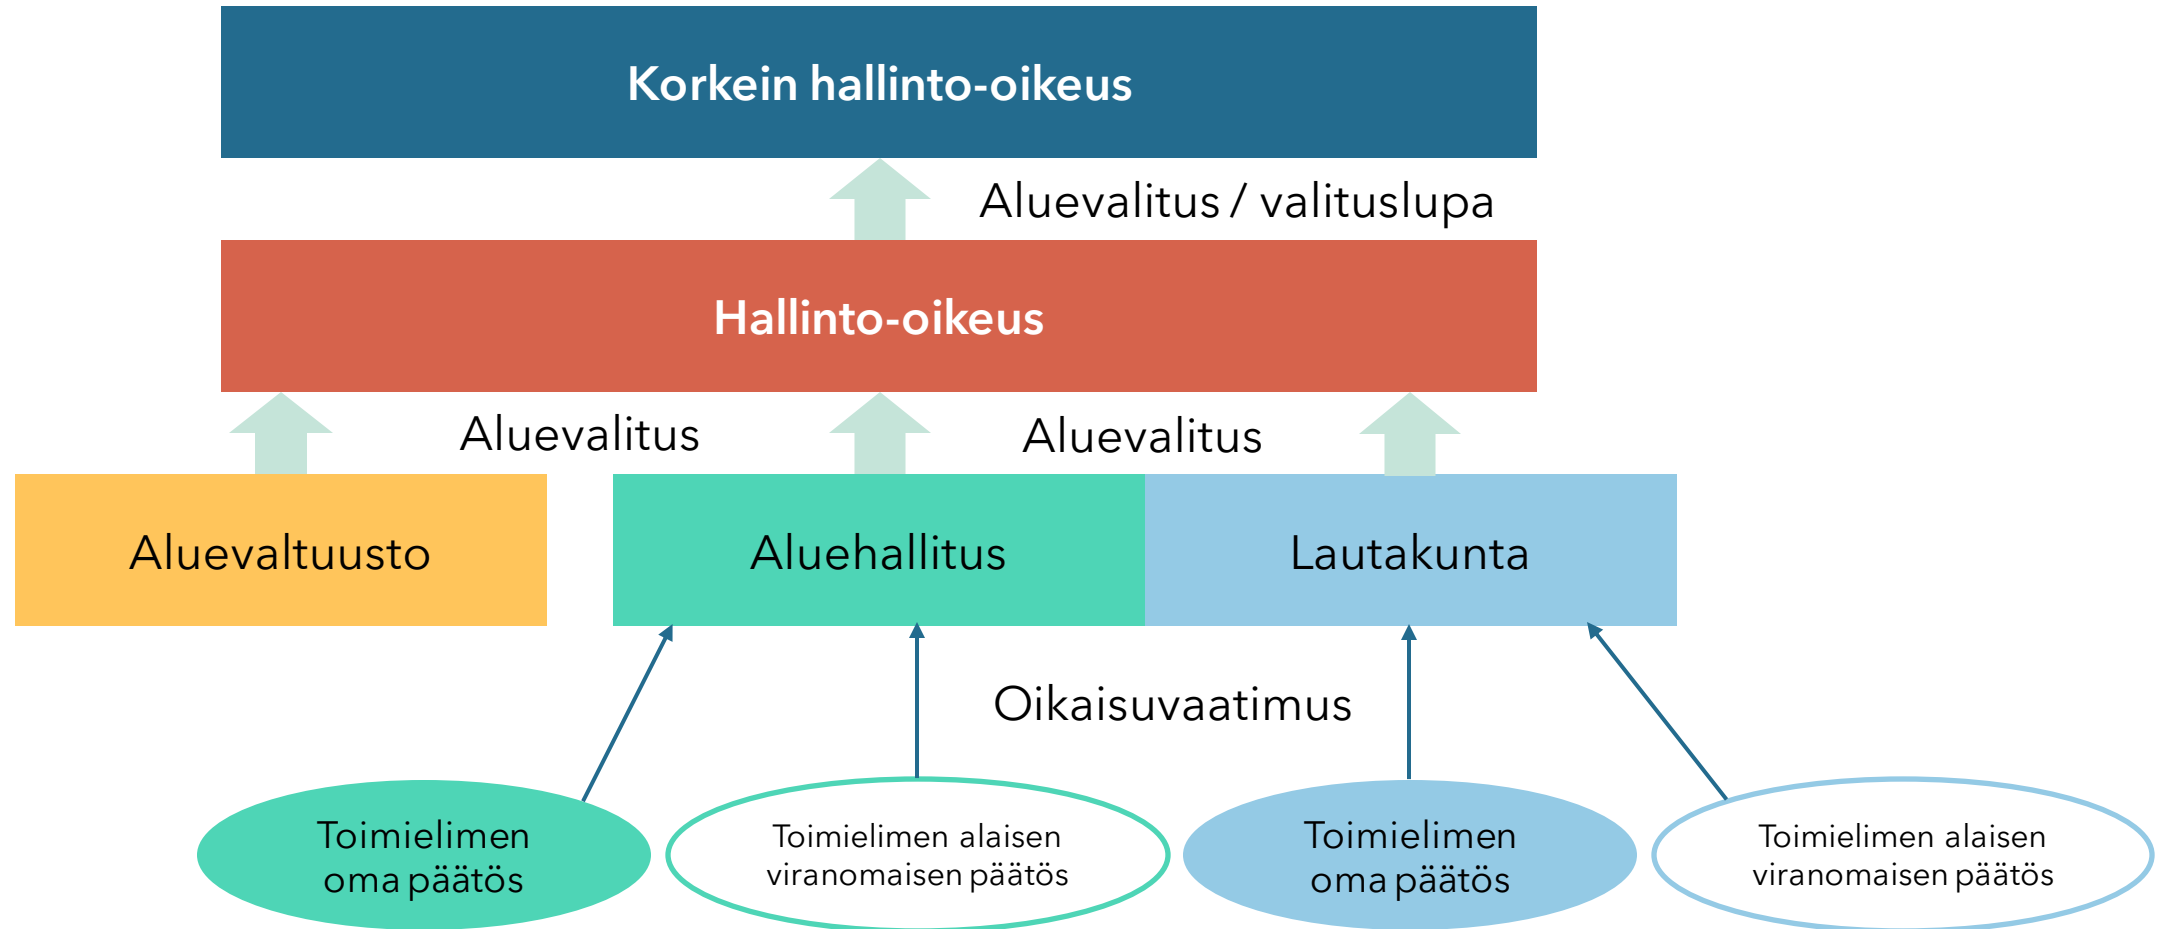 Korkein hallinto-oikeus
Aluevalitus / valituslupa
Hallinto-oikeus
Aluevalitus
Aluevalitus
Aluevaltuusto
Aluehallitus
Lautakunta
Oikaisuvaatimus
Toimielimen
oma päätös
Toimielimen alaisen
viranomaisen päätös
Toimielimen
oma päätös
Toimielimen alaisen
viranomaisen päätös